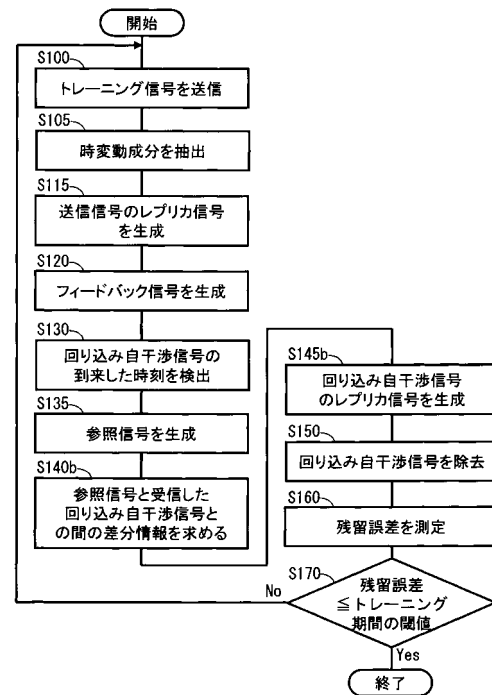 開始
S100
トレーニング信号を送信
S105
時変動成分を抽出
S115
送信信号のレプリカ信号
を生成
S120
フィードバック信号を生成
S130
回り込み自干渉信号の
到来した時刻を検出
S135
参照信号を生成
S140b
参照信号と受信した
回り込み自干渉信号と
の間の差分情報を求める
S145b
回り込み自干渉信号
のレプリカ信号を生成
S150
回り込み自干渉信号を除去
S160
残留誤差を測定
S170
残留誤差
≦トレーニング
期間の閾値
No
Yes
終了